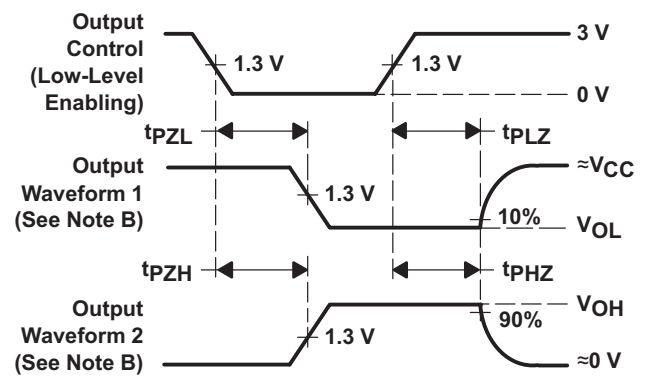 Output
Control
(Low-Level
Enabling)
1.3 V
1.3 V
3 V
0 V
tPZL
tPLZ
Output
Waveform 1
(See Note B)
1.3 V
≈VCC
10%
VOL
tPZH
tPHZ
Output
Waveform 2
(See Note B)
1.3 V
VOH
90%
≈0 V